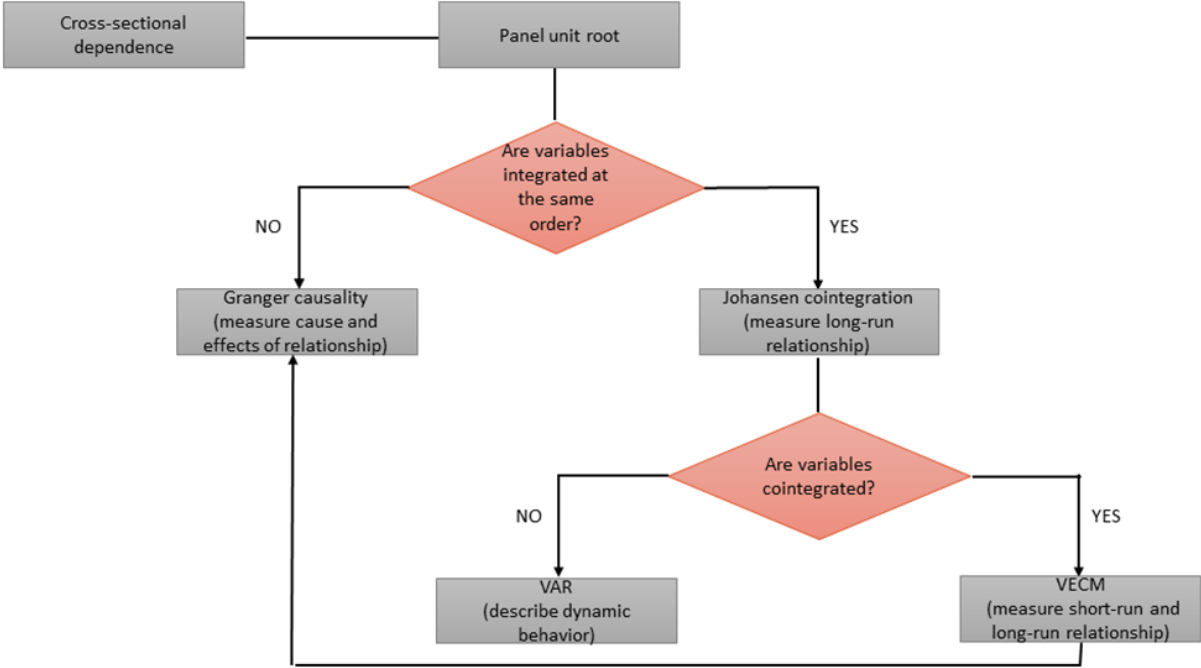 Cross-sectional
dependence
Panel unit root
Are variables
integrated at
the same
order?
NO
YES
Granger causality
(measure cause and
effects of relationship)
Johansen cointegration
(measure long-run
relationship)
Are variables
cointegrated?
NO
YES
VAR
(describe dynamic
behavior)
VECM
(measure short-run and
long-run relationship)